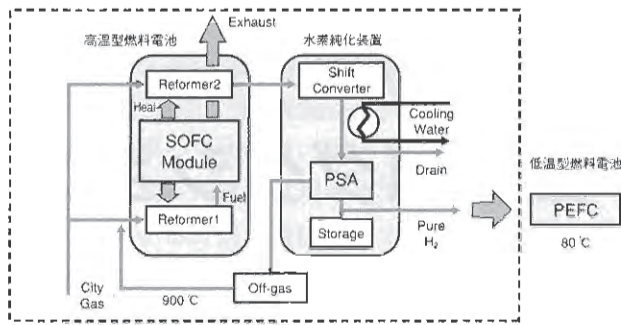 Exhaust
高温型燃料電池
水素純化装置
Reformer2
Shift
Converter
Heat
Cooling
Water
SOFC
Module
Drain
低温型燃料電池
Fuel
PSA
PEFC
Reformer1
Storage
Pure
H2
80 ℃
City
Gas
900 ℃
Off-gas